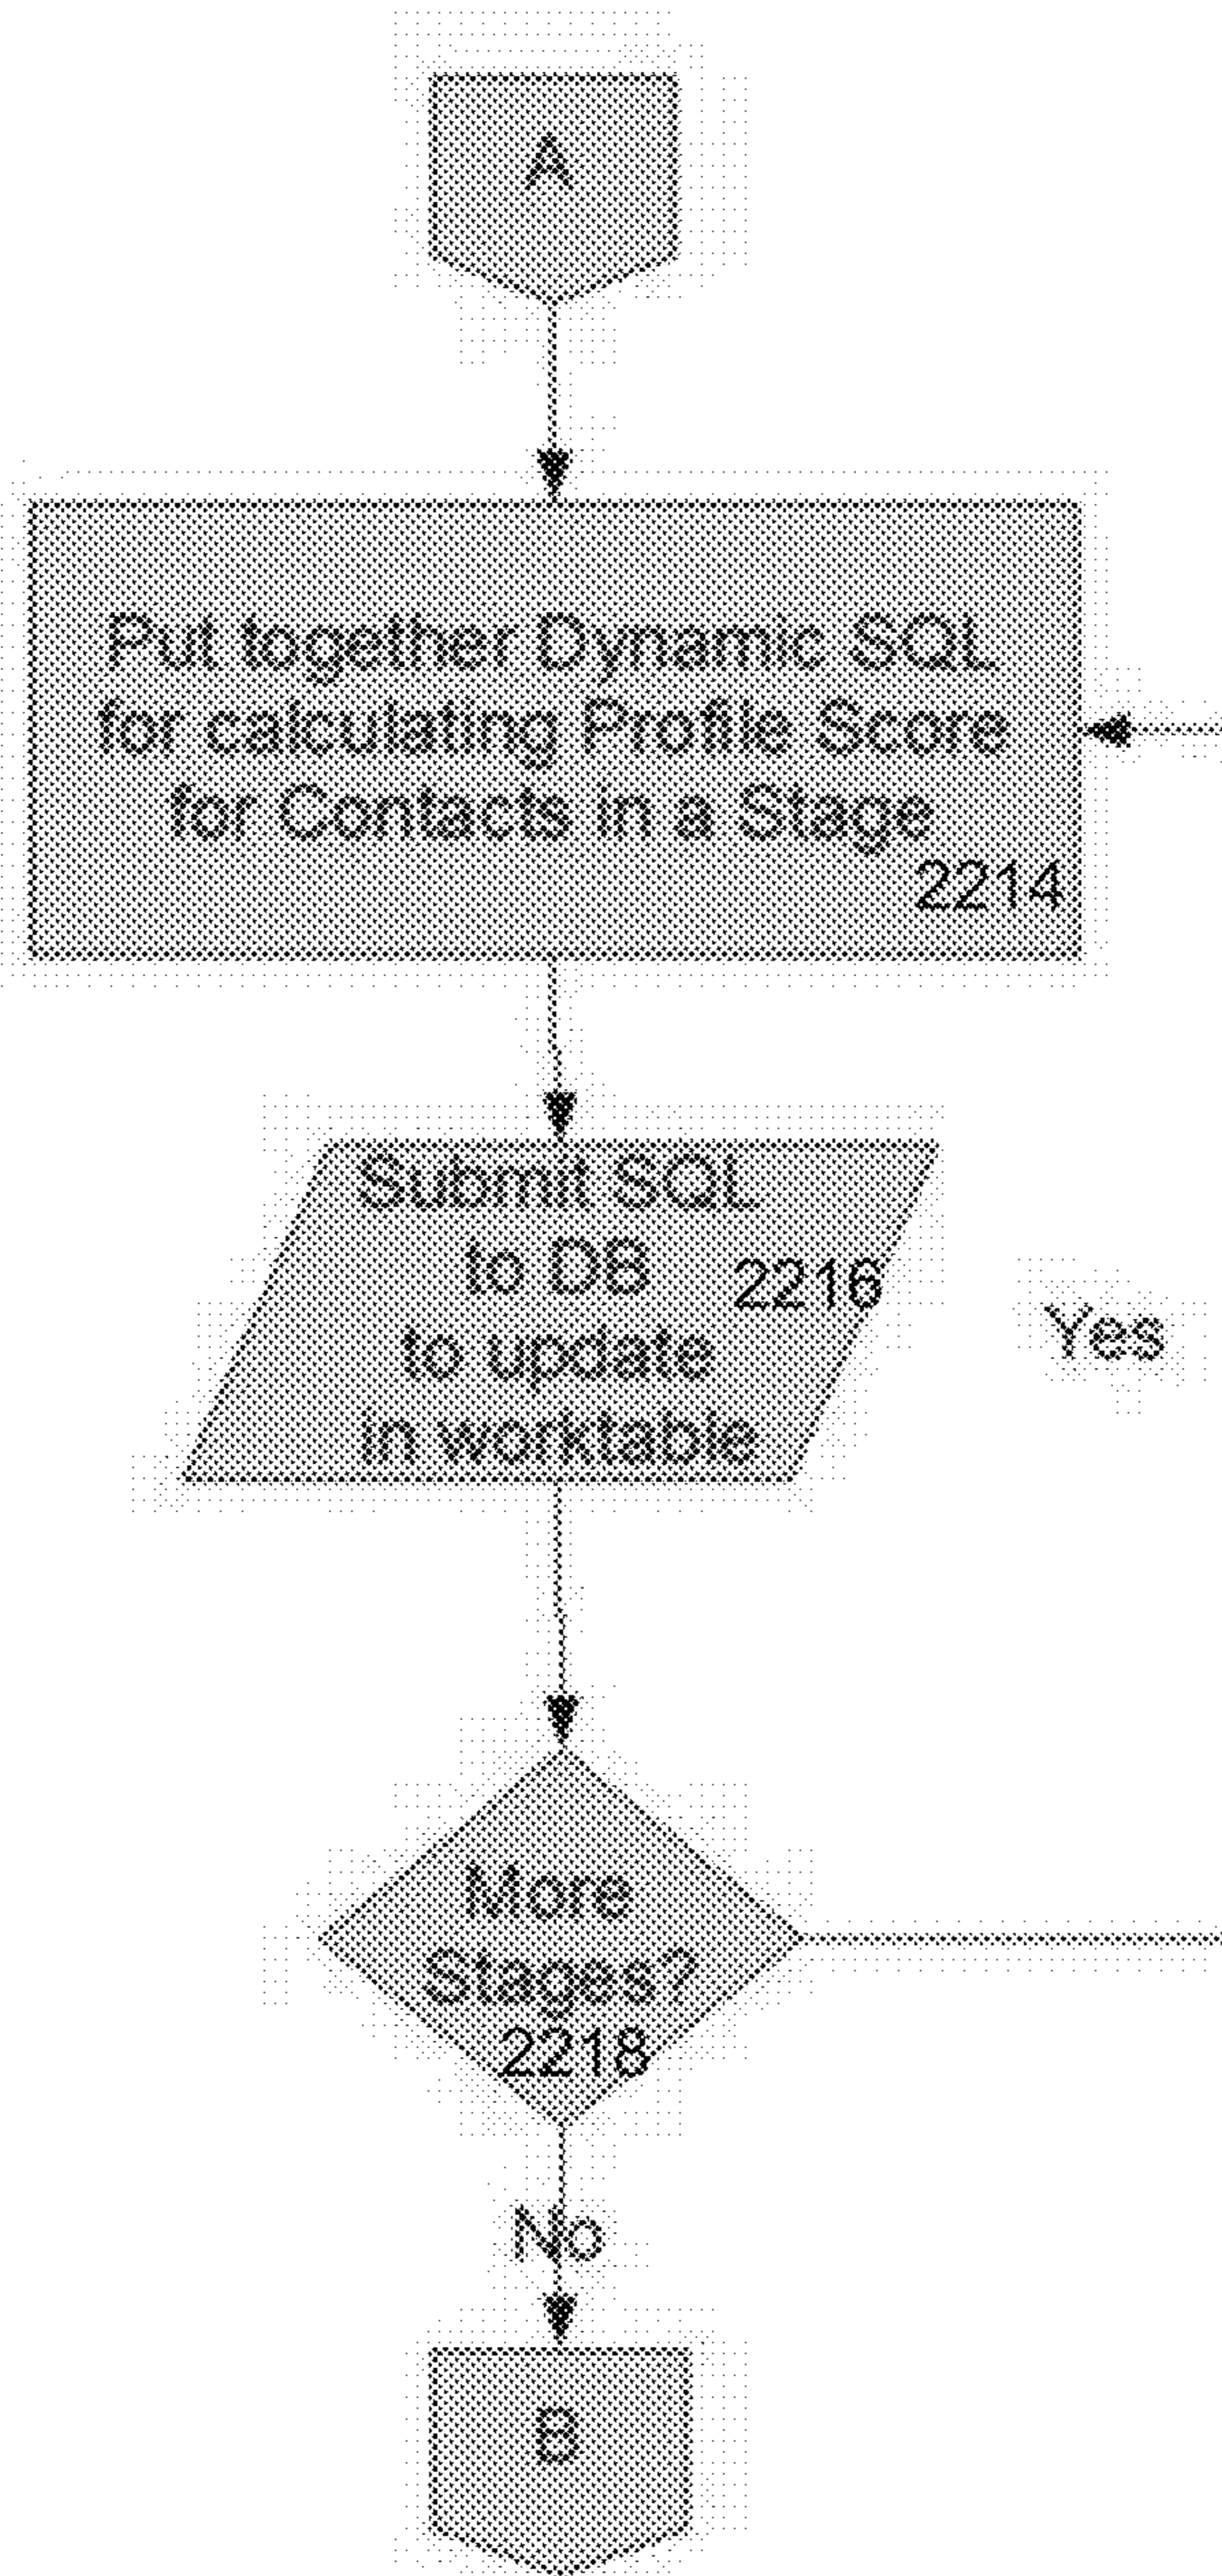 A
Put together Dynamic SQL
for calculating Profile Score
for Contacts in a Stage
2214
Submit SQL
to DB
2216
to update
in worktable
Yes
More
Stages?
2218
No
B